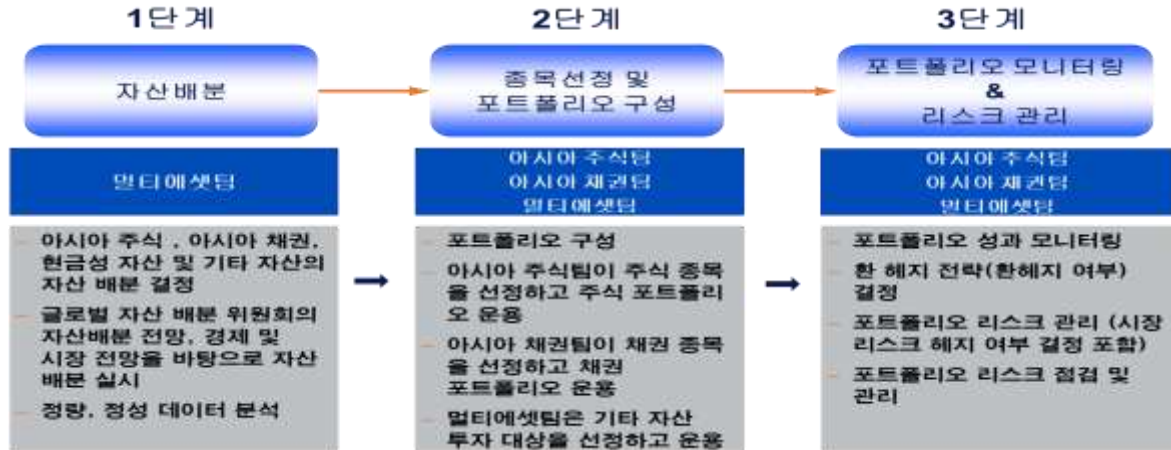 1단계
자산배분
멀티에셋팀
– 아시아 주식 , 아시아 채권,
현금성 자산 및 기타 자산의
자산 배분 결정
– 글로벌 자산 배분 위원회의
자산배분 전망, 경제 및
시장 전망을 바탕으로 자산
배분 실시
– 정량, 정성 데이터 분석
2단계
종목선정 및
포트폴리오 구성
아시아 주식팀
아시아 채권팀
멀티에셋팀
– 포트폴리오 구성
– 아시아 주식팀이 주식 종목
을 선정하고 주식 포트폴리
오 운용
– 아시아 채권팀이 채권 종목
을 선정하고 채권
포트폴리오 운용
– 멀티에셋팀은 기타 자산
투자 대상을 선정하고 운용
3단계
포트폴리오 모니터링
&
리스크 관리
아시아 주식팀
아시아 채권팀
멀티에셋팀
– 포트폴리오 성과 모니터링
– 환 헤지 전략(환헤지 여부)
결정
– 포트폴리오 리스크 관리 (시장
리스크 헤지 여부 결정 포함)
– 포트폴리오 리스크 점검 및
관리